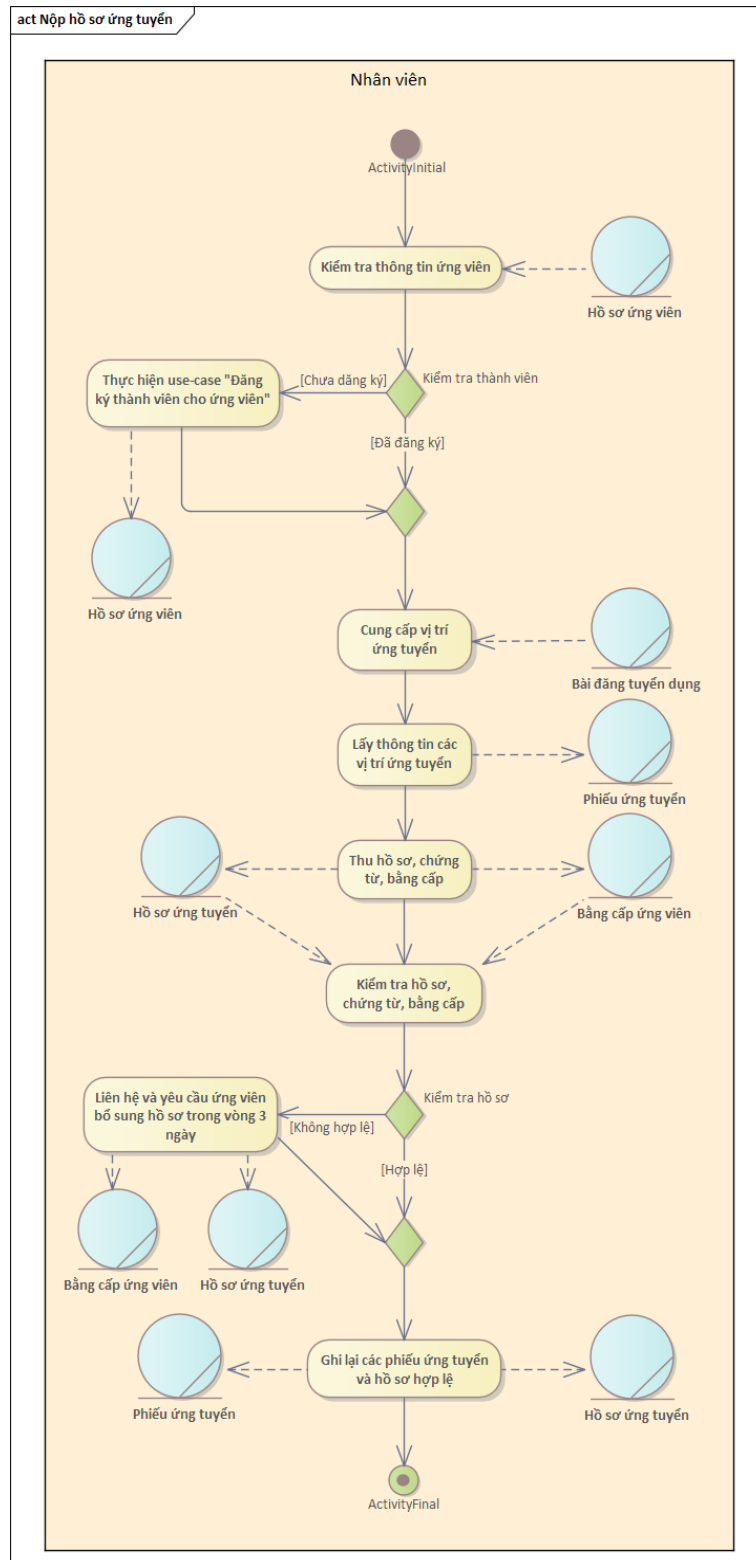 act Nộp hồ sơ ứng tuyển
Nhân viên
ActivityInitial
Kiểm tra thông tin ứng viên
Hồ sơ ứng viên
Thực hiện use-case "Đăng
ký thành viên cho ứng viên"
[Chưa dăng ký]
Kiểm tra thành viên
[Đã đăng ký]
Hồ sơ ứng viên
Cung cấp vị trí
ứng tuyển
Bài đăng tuyển dụng
Lấy thông tin các
vị trí ứng tuyển
Phiếu ứng tuyển
Thu hồ sơ, chứng
từ, bằng cấp
Hồ sơ ứng tuyển
Bằng cấp ứng viên
Kiểm tra hồ sơ,
chứng từ, bằng cấp
Liên hệ và yêu cầu ứng viên
bổ sung hồ sơ trong vòng 3
ngày
Kiểm tra hồ sơ
[Không hợp lệ]
[Hợp lệ]
Bằng cấp ứng viên
Hồ sơ ứng tuyển
Ghi lại các phiếu ứng tuyển
và hồ sơ hợp lệ
Phiếu ứng tuyển
Hồ sơ ứng tuyển
ActivityFinal